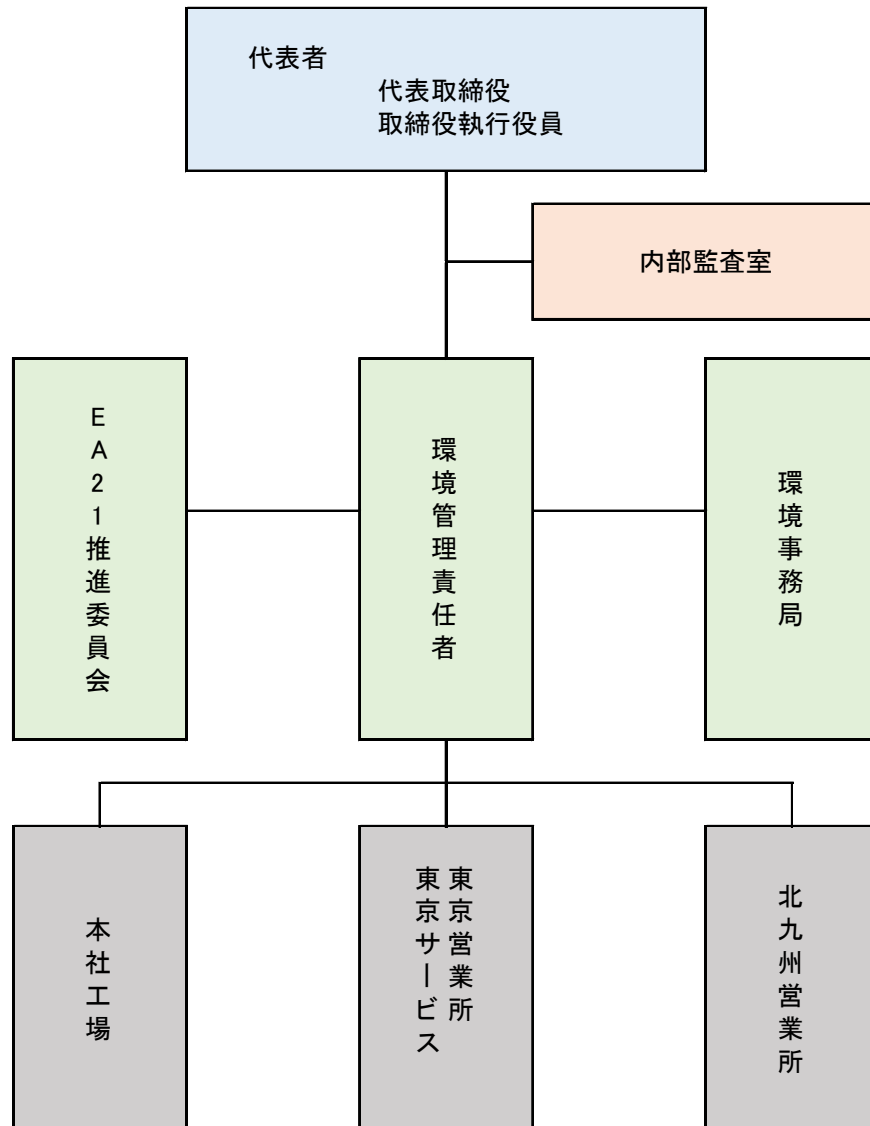 代表者
代表取締役
取締役執行役員
内部監査室
EA21推進委員会
環境管理責任者
環境事務局
本社工場
東京営業所
東京サービス
北九州営業所